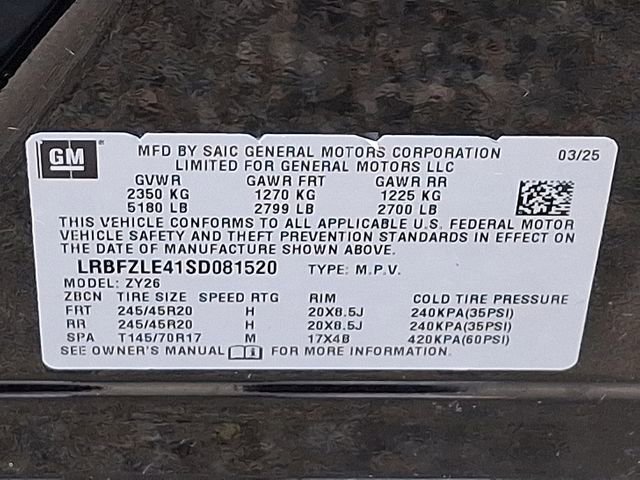 GM
MFD BY SAIC GENERAL MOTORS CORPORATION 03/25
LIMITED FOR GENERAL MOTORS LLC
GVWR GAWR FRT GAWR RR
2350 KG 1270 KG 1225 KG
5180 LB 2799 LB 2700 LB
THIS VEHICLE CONFORMS TO ALL APPLICABLE U.S. FEDERAL MOTOR
VEHICLE SAFETY AND THEFT PREVENTION STANDARDS IN EFFECT ON
THE DATE OF MANUFACTURE SHOWN ABOVE.
LRBFZLE41SD081520 TYPE: M.P.V.
MODEL: ZY26
ZBCN TIRE SIZE SPEED RTG RIM COLD TIRE PRESSURE
FRT 245/45R20 H 20X8.5J 240KPA(35PSI)
RR 245/45R20 H 20X8.5J 240KPA(35PSI)
SPA T145/70R17 M 17X4B 420KPA(60PSI)
SEE OWNER'S MANUAL FOR MORE INFORMATION.